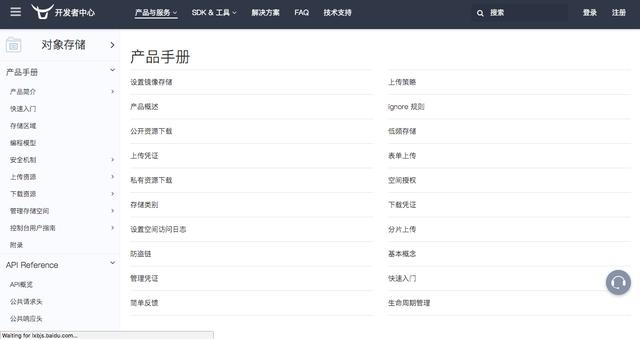 开发者中心 产品与服务 SDK & 工具 解决方案 FAQ 技术支持 搜索 登录 注册
对象存储
产品手册
产品简介
快速入门
存储区域
编程模型
安全机制
上传资源
下载资源
管理存储空间
控制台用户指南
附录
API Reference
API概览
公共请求头
公共响应头
产品手册
设置镜像存储 上传策略
产品概述 ignore 规则
公开资源下载 低频存储
上传凭证 表单上传
私有资源下载 空间授权
存储类别 下载凭证
设置空间访问日志 分片上传
防盗链 基本概念
管理凭证 快速入门
简单反馈 生命周期管理
Waiting for lxbjs.baidu.com...